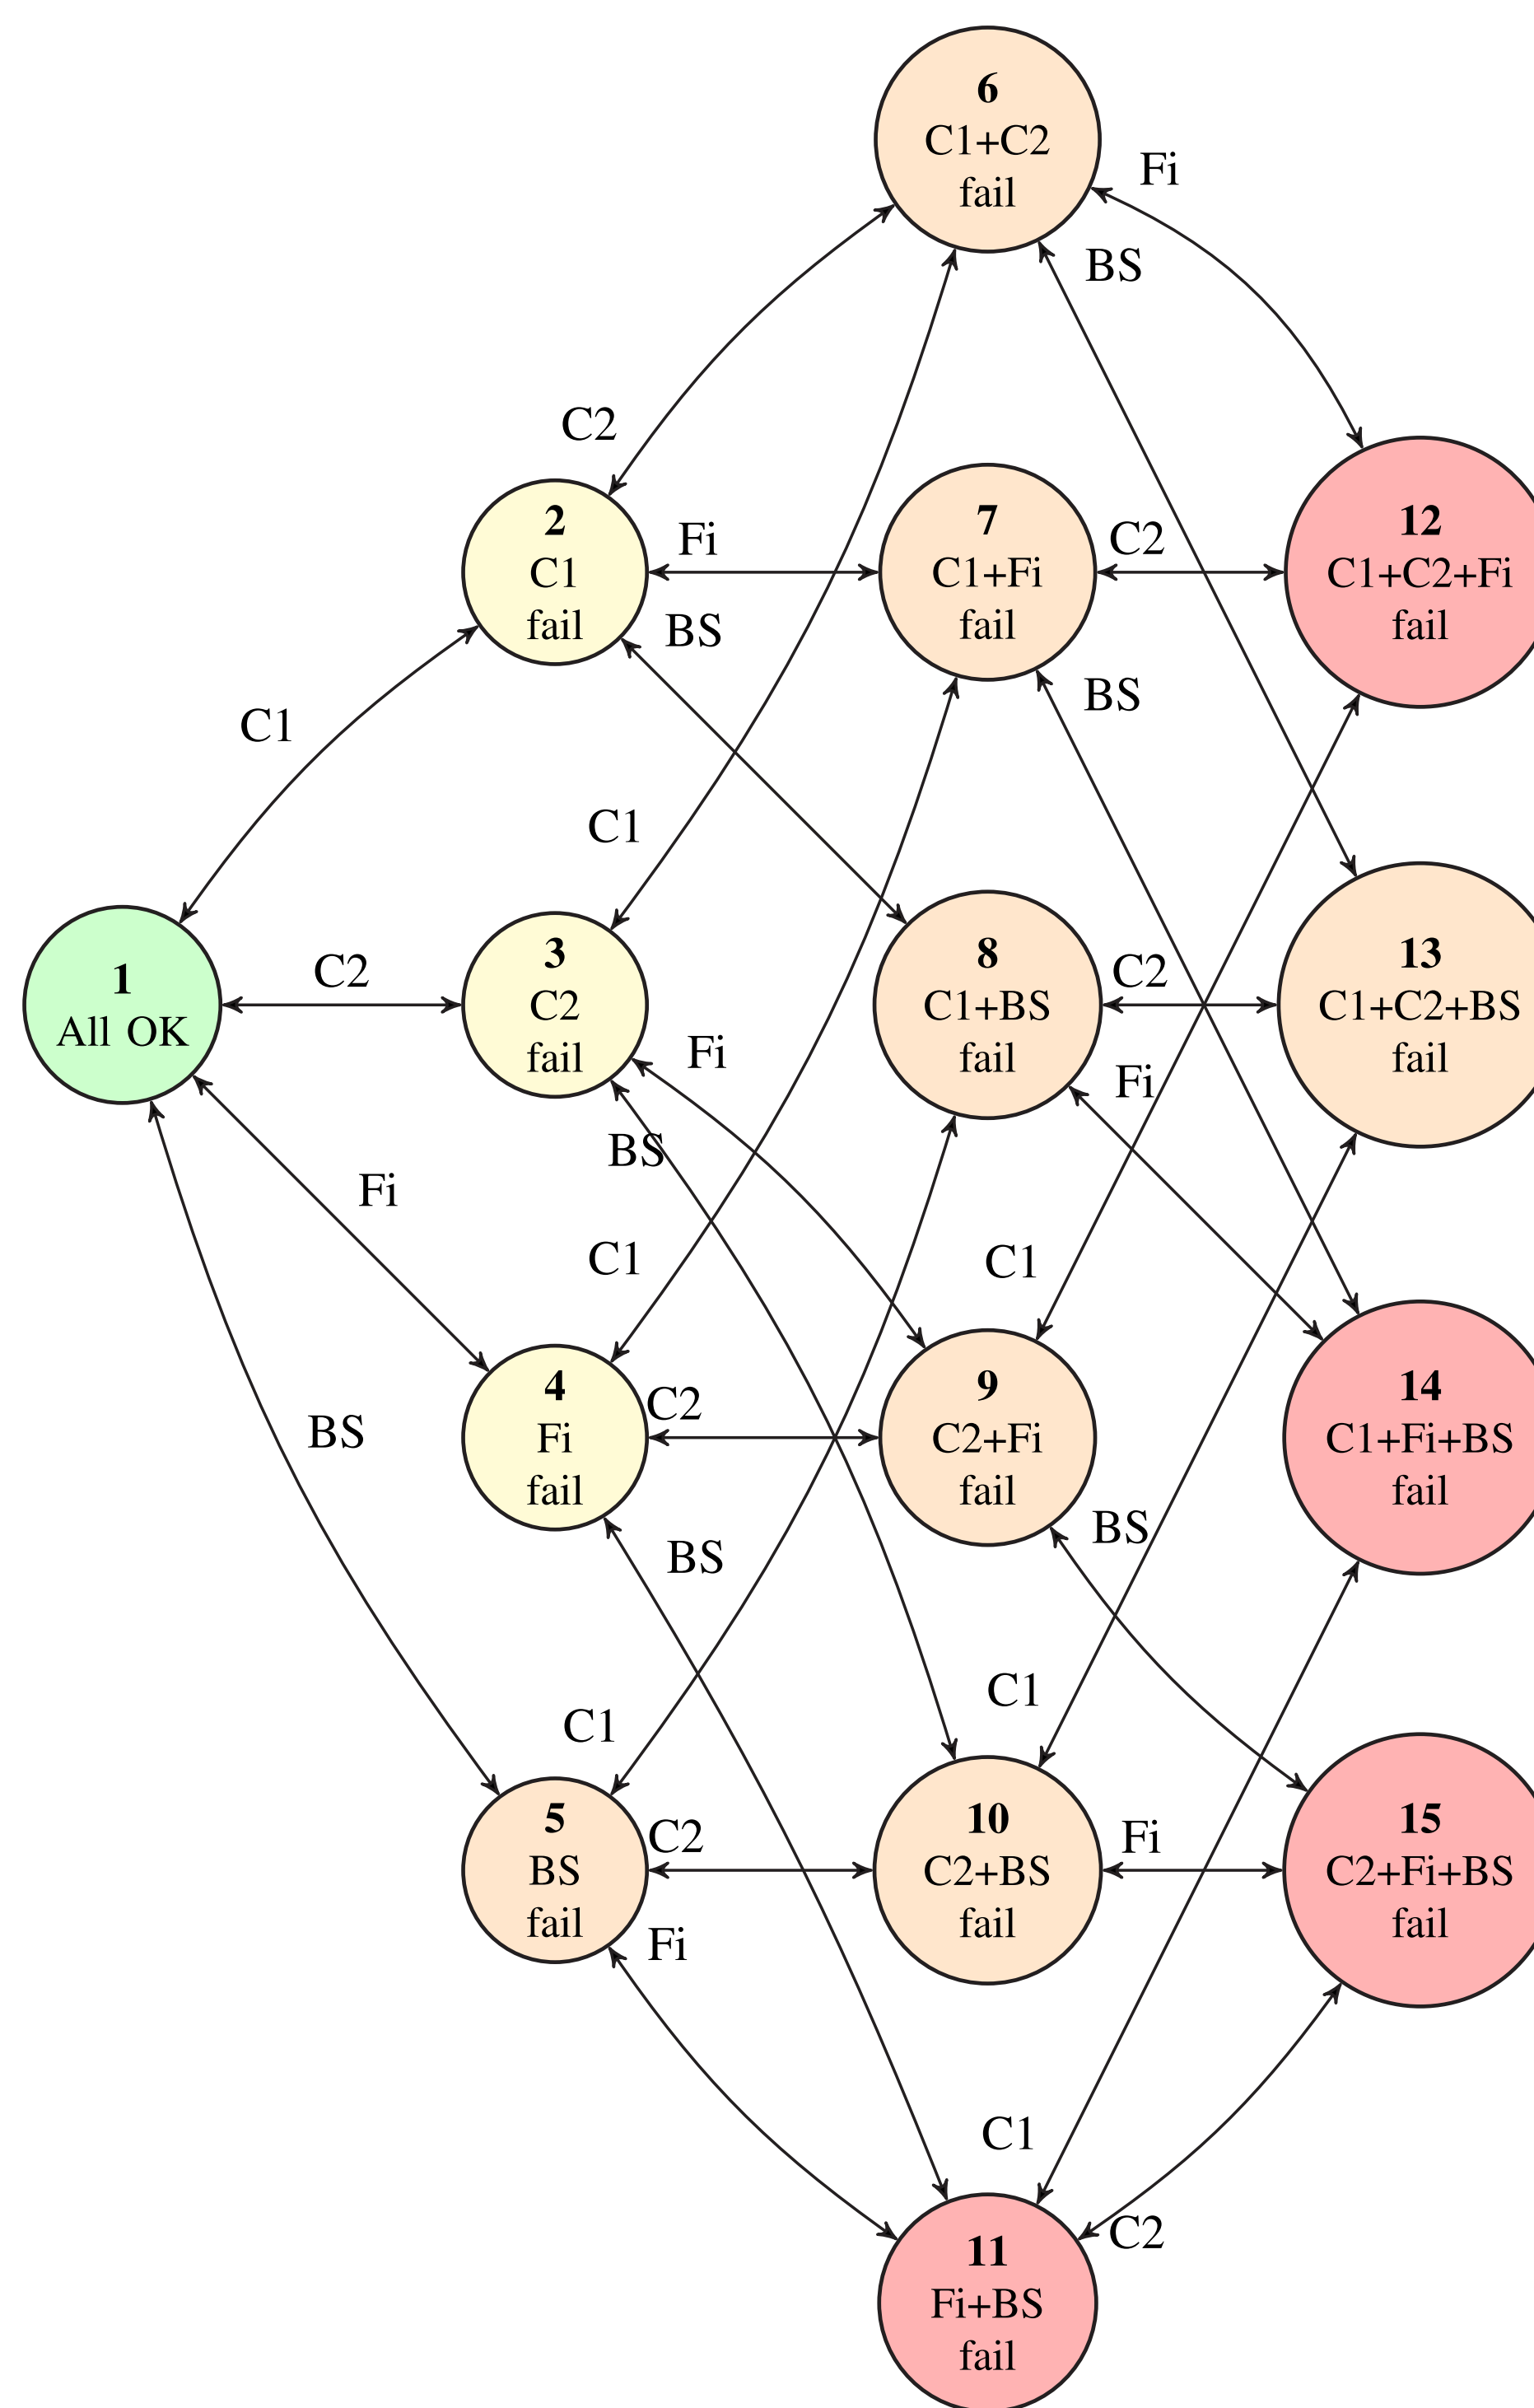 6
C1+C2
fail
Fi
BS
C2
2
C1
fail
Fi
BS
7
C1+Fi
fail
C2
BS
12
C1+C2+Fi
fail
C1
C1
1
All OK
C2
3
C2
fail
Fi
BS
8
C1+BS
fail
C2
Fi
13
C1+C2+BS
fail
Fi
C1
C1
BS
4
Fi
fail
C2
BS
9
C2+Fi
fail
BS
14
C1+Fi+BS
fail
C1
C1
5
BS
fail
C2
Fi
10
C2+BS
fail
Fi
15
C2+Fi+BS
fail
C1
C2
11
Fi+BS
fail